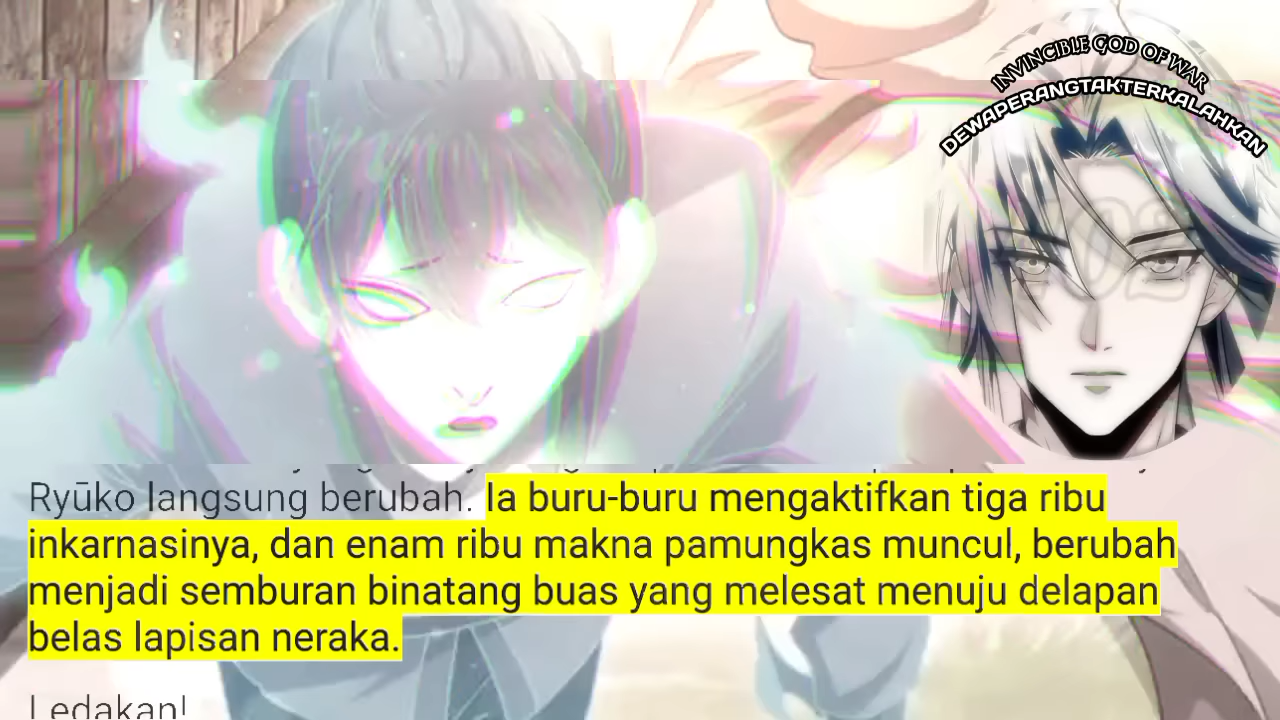 INVINCIBLE GOD OF WAR
DEWAPERANGTAKTERKALAHKAN
Ryūko langsung berubah. Ia buru-buru mengaktifkan tiga ribu
inkarnasinya, dan enam ribu makna pamungkas muncul, berubah
menjadi semburan binatang buas yang melesat menuju delapan
belas lapisan neraka.
Ledakan!